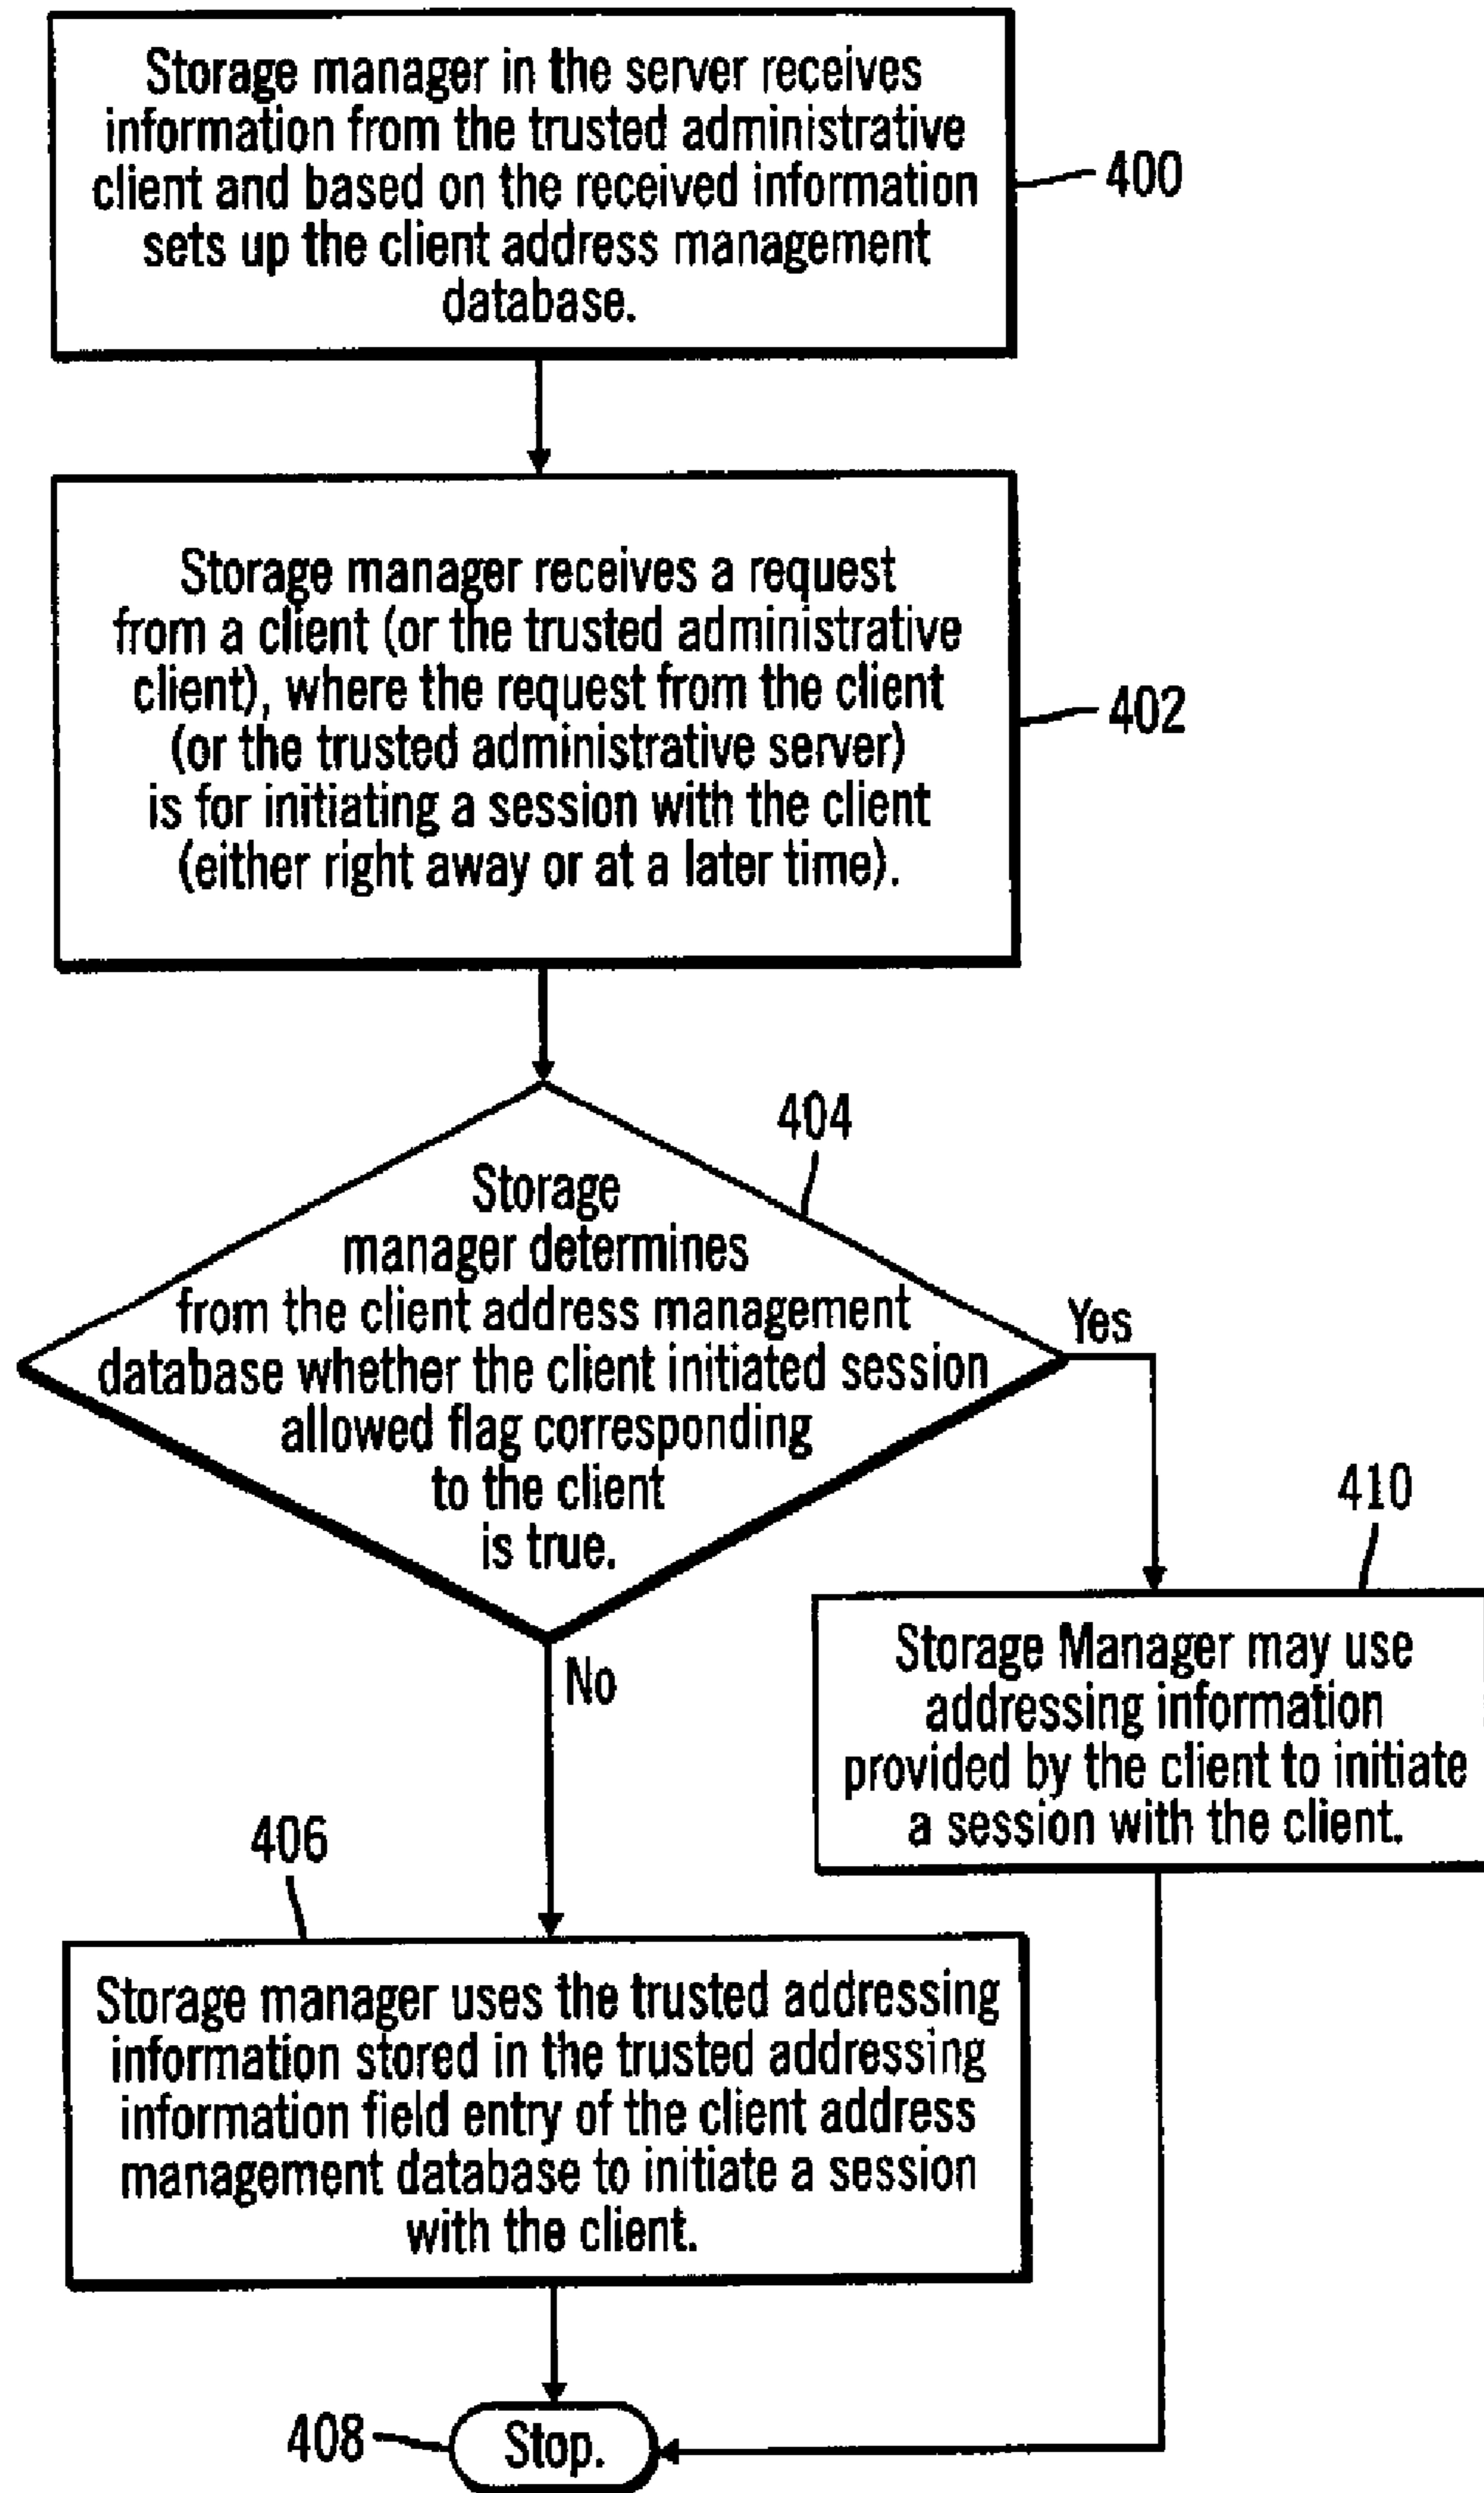 Storage manager in the server receives
information from the trusted administrative
client and based on the received information
sets up the client address management
database.
400
Storage manager receives a request
from a client (or the trusted administrative
client), where the request from the client
(or the trusted administrative server)
is for initiating a session with the client
(either right away or at a later time).
402
404
Storage
manager determines
from the client address management
database whether the client initiated session
allowed flag corresponding
to the client
is true.
Yes
No
410
Storage Manager may use
addressing information
provided by the client to initiate
a session with the client.
406
Storage manager uses the trusted addressing
information stored in the trusted addressing
information field entry of the client address
management database to initiate a session
with the client.
408
Stop.